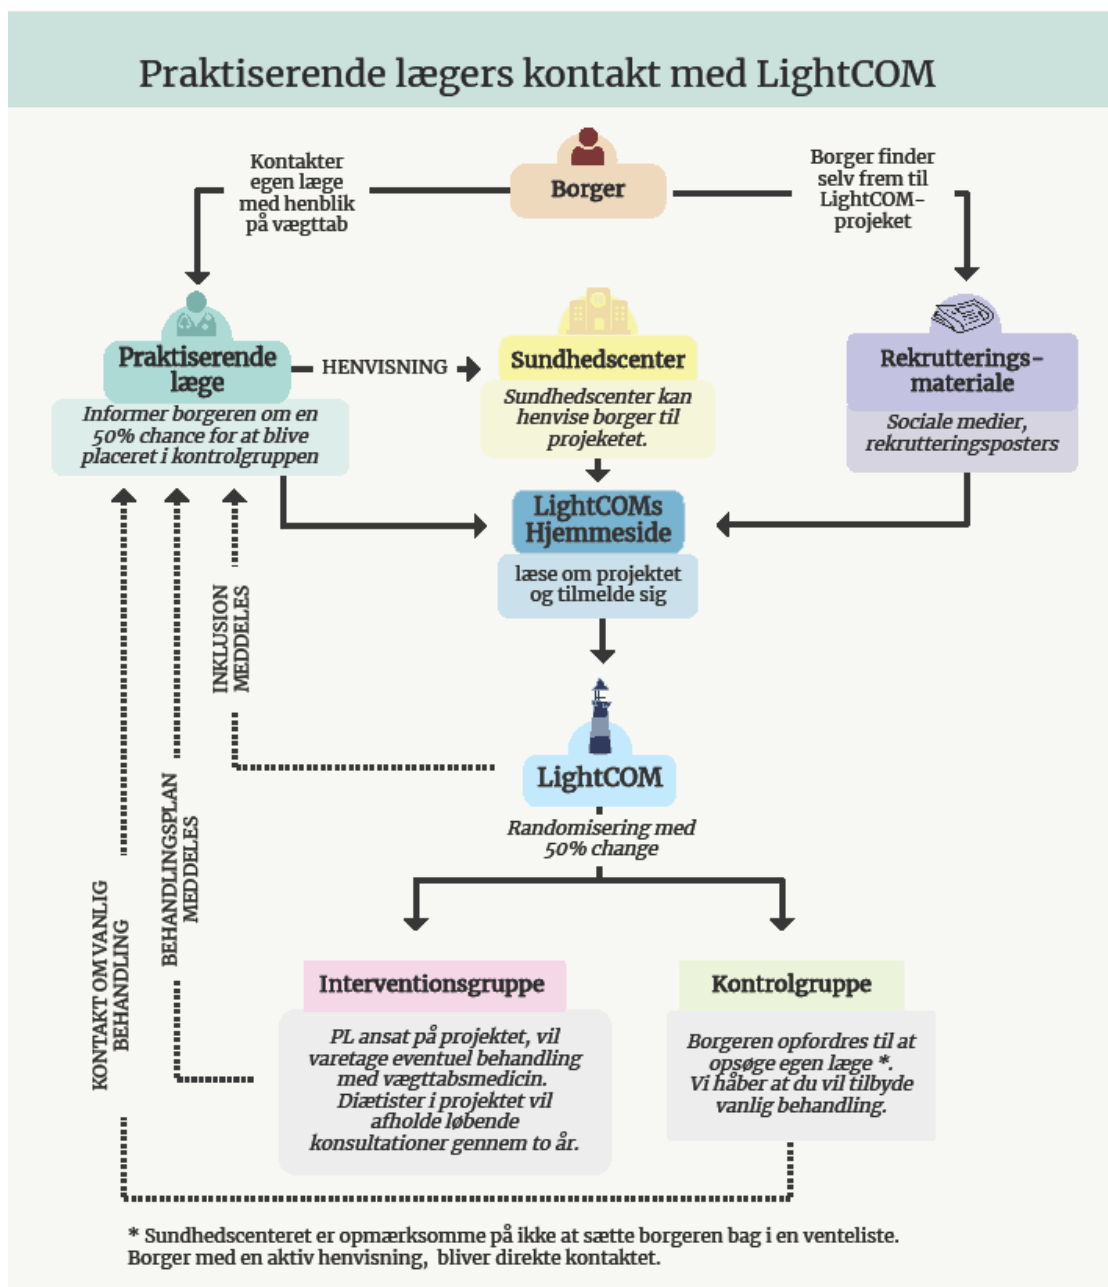 Praktiserende lægers kontakt med LightCOM
Kontakter
egen læge
med henblik
på vægttab
Borger
Borger finder
selv frem til
LightCOM-
projeket
Praktiserende
læge
Informer borgeren om en
50% chance for at blive
placeret i kontrolgruppen
HENVISNING
Sundhedscenter
Sundhedscenter kan
henvise borger til
projeketet.
Rekrutterings-
materiale
Sociale medier,
rekrutteringsposters
LightCOMs
Hjemmeside
læse om projektet
og tilmelde sig
INKLUSION
MEDDELES
LightCOM
Randomisering med
50% change
BEHANDLINGSPLAN
MEDDELES
KONTAKT OM VANLIG
BEHANDLING
Interventionsgruppe
PL ansat på projektet, vil
varetage eventuel behandling
med vægttabsmedicin.
Diætister i projektet vil
afholde løbende
konsultationer gennem to år.
Kontrolgruppe
Borgeren opfordres til at
opsøge egen læge *.
Vi håber at du vil tilbyde
vanlig behandling.
* Sundhedscenteret er opmærksomme på ikke at sætte borgeren bag i en venteliste.
Borger med en aktiv henvisning, bliver direkte kontaktet.